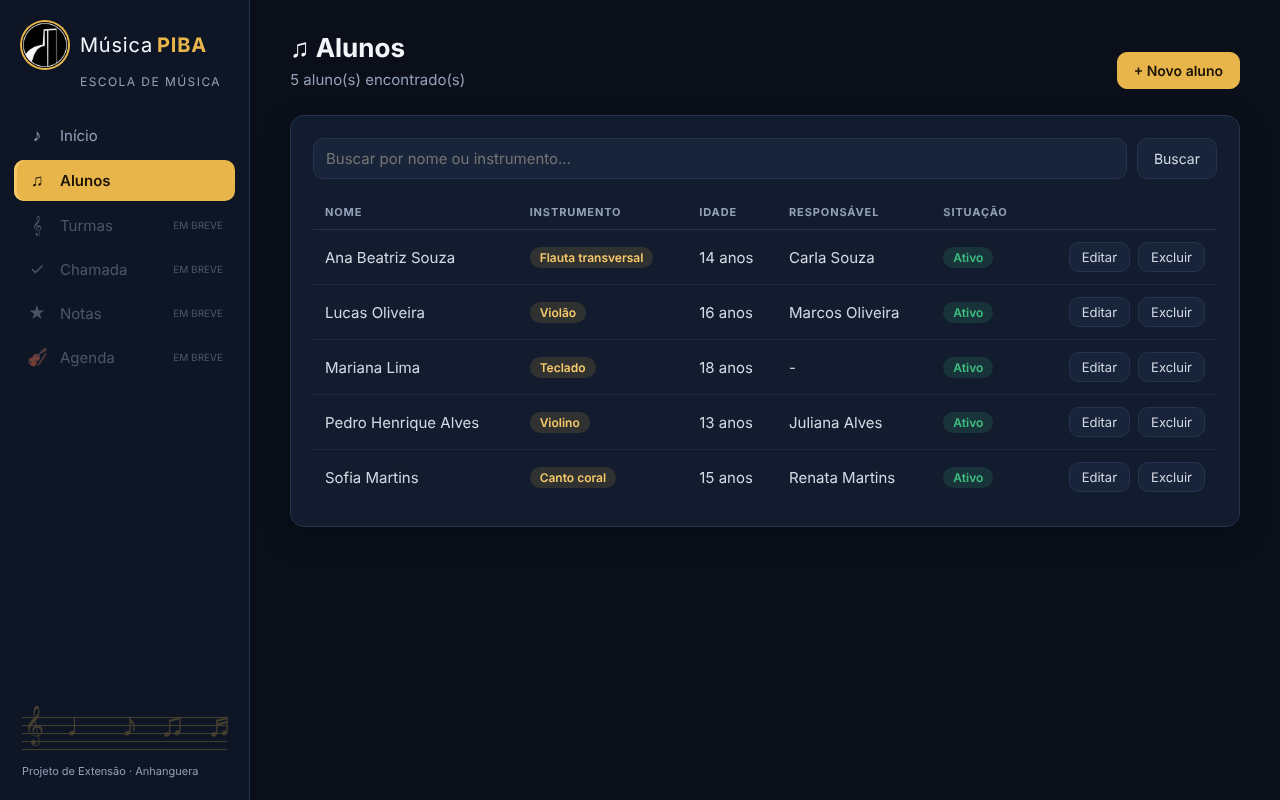 Música PIBA
ESCOLA DE MÚSICA
♪ Início
♫ Alunos
𝄞 Turmas EM BREVE
✓ Chamada EM BREVE
★ Notas EM BREVE
🎻 Agenda EM BREVE
Projeto de Extensão · Anhanguera
♫ Alunos
5 aluno(s) encontrado(s)
+ Novo aluno
Buscar por nome ou instrumento... Buscar
NOME INSTRUMENTO IDADE RESPONSÁVEL SITUAÇÃO
Ana Beatriz Souza Flauta transversal 14 anos Carla Souza Ativo Editar Excluir
Lucas Oliveira Violão 16 anos Marcos Oliveira Ativo Editar Excluir
Mariana Lima Teclado 18 anos - Ativo Editar Excluir
Pedro Henrique Alves Violino 13 anos Juliana Alves Ativo Editar Excluir
Sofia Martins Canto coral 15 anos Renata Martins Ativo Editar Excluir